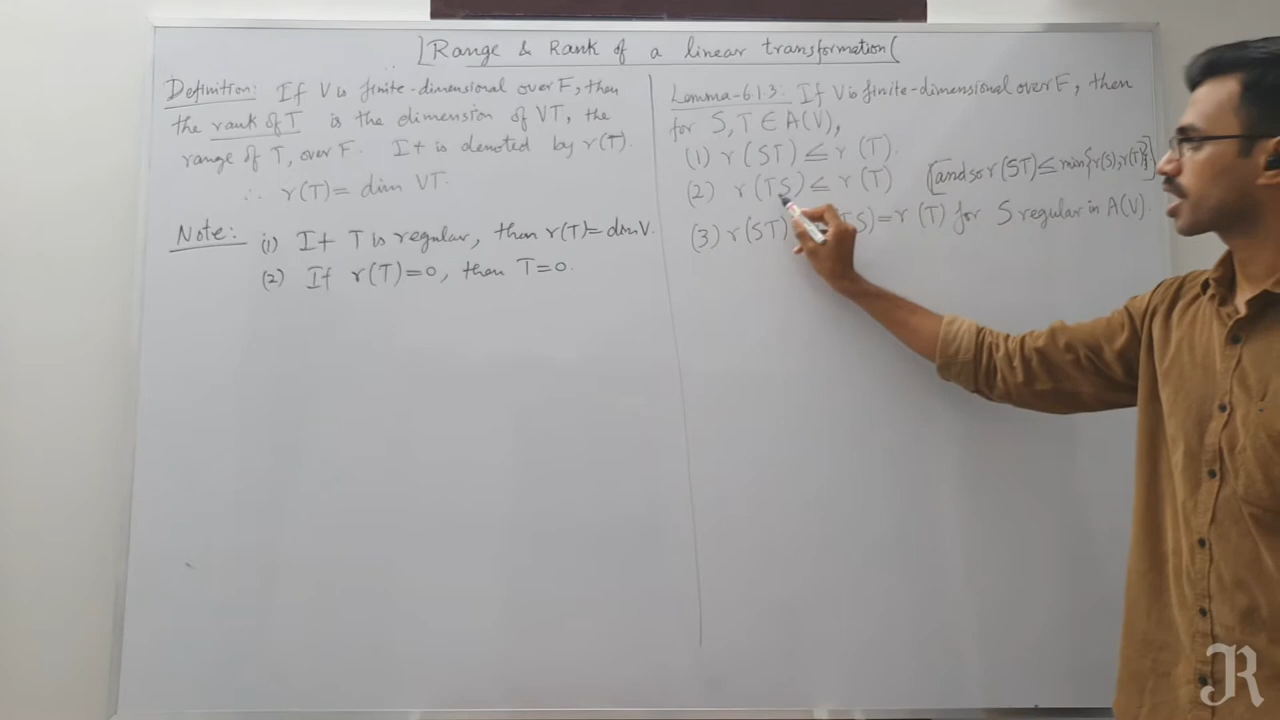 Range & Rank of a linear transformation
Definition: If V is finite-dimensional over F, then
the rank of T is the dimension of VT, the
range of T, over F. It is denoted by r(T).
∴ r(T) = dim VT.
Note: (1) If T is regular, then r(T) = dim V.
(2) If r(T) = 0, then T = 0.
Lemma-6.1.3: If V is finite-dimensional over F, then
for S, T ∈ A(V),
(1) r(ST) ≤ r(T).
(2) r(TS) ≤ r(T) [and so r(ST) ≤ min{r(S), r(T)}]
(3) r(ST) TS) = r(T) for S regular in A(V).
R